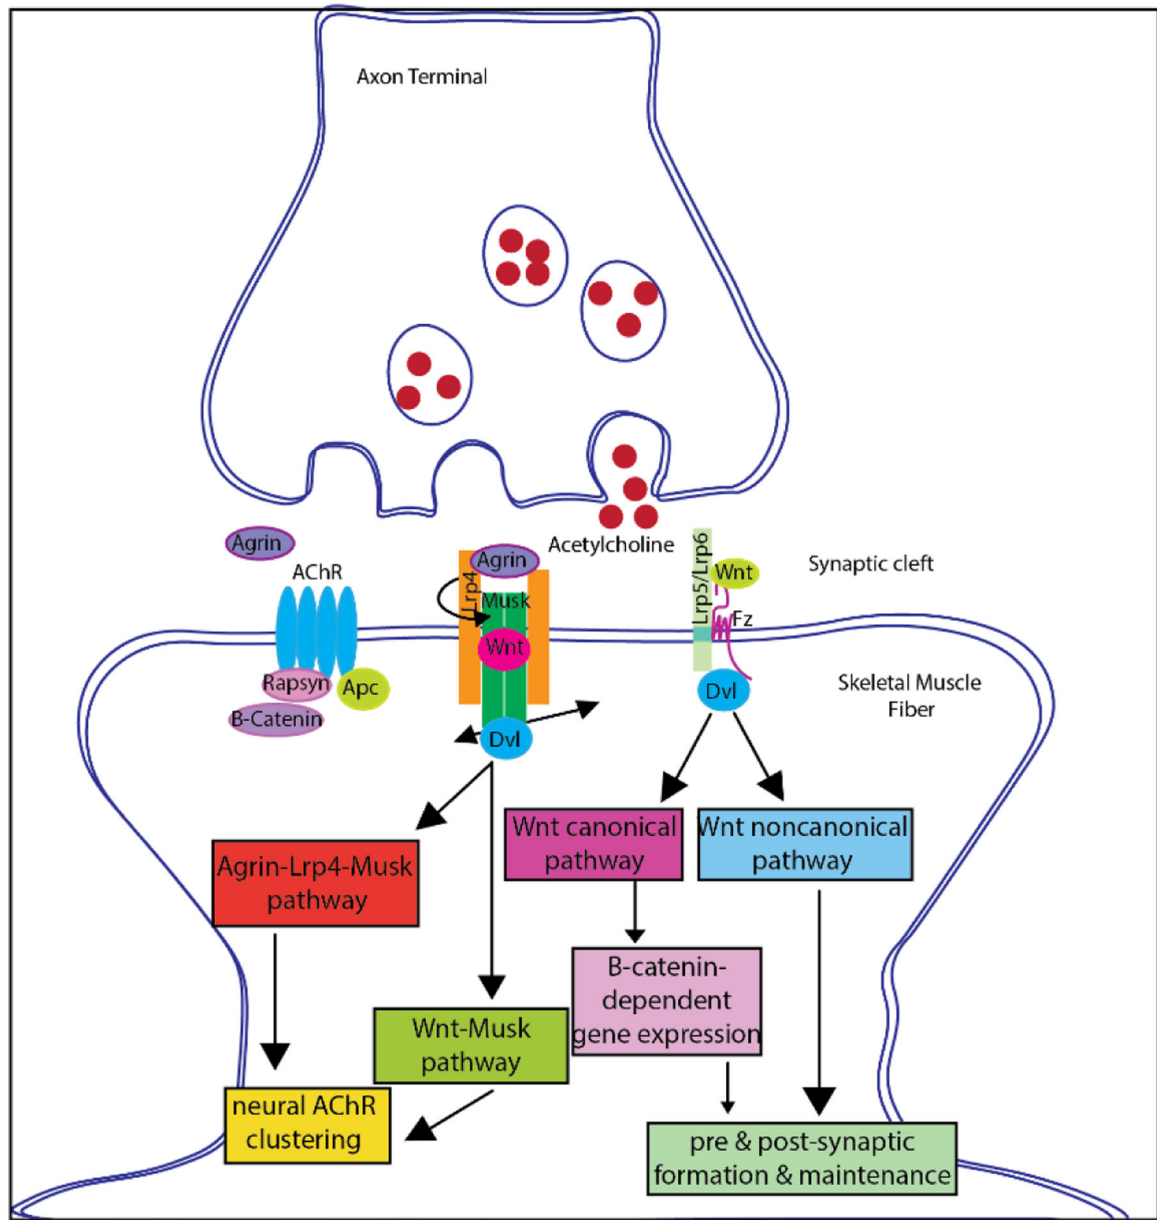 Axon Terminal
Acetylcholine
Synaptic cleft
Agrin
AChR
Rapsyn
Apc
B-Catenin
Lrp4
Agrin
Musk
Wnt
Dvl
Lrp5/Lrp6
Wnt
Fz
Dvl
Skeletal Muscle
Fiber
Agrin-Lrp4-Musk
pathway
Wnt canonical
pathway
Wnt noncanonical
pathway
B-catenin-
dependent
gene expression
Wnt-Musk
pathway
neural AChR
clustering
pre & post-synaptic
formation & maintenance